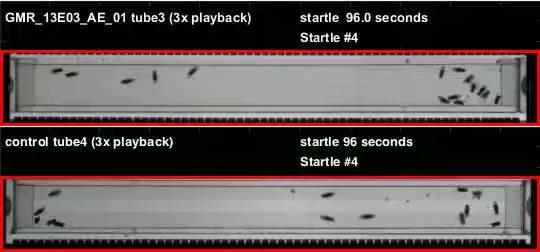 GMR_13E03_AE_01 tube3 (3x playback)
startle  96.0 seconds
Startle #4
control tube4 (3x playback)
startle 96 seconds
Startle #4